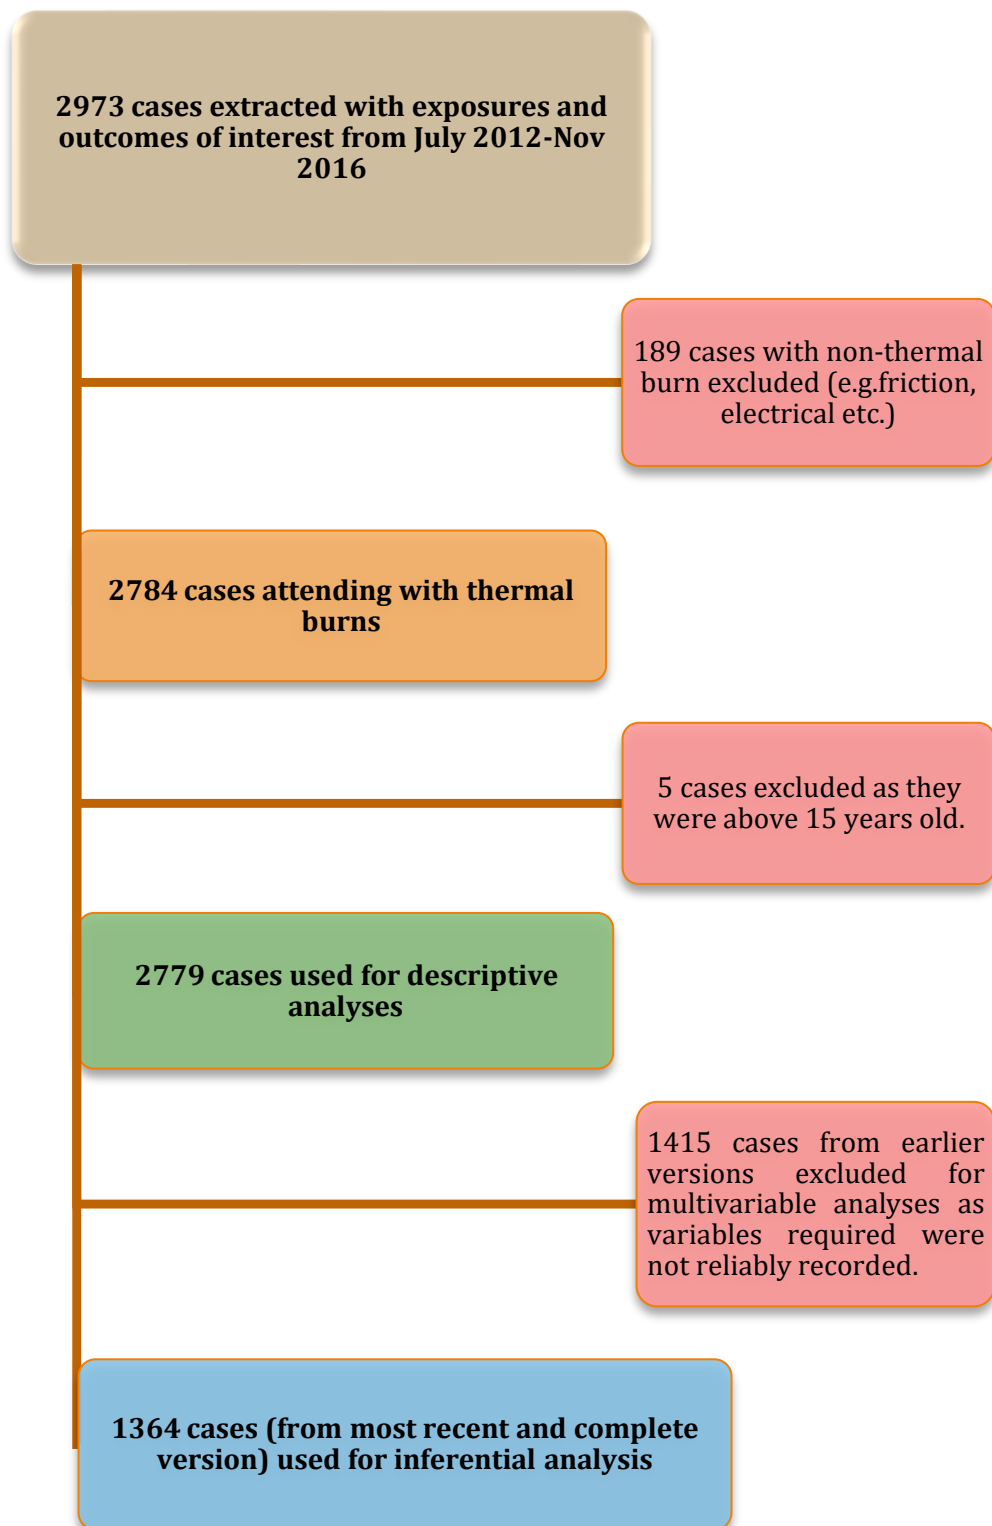 2973 cases extracted with exposures and
outcomes of interest from July 2012-Nov
2016
189 cases with non-thermal
burn excluded (e.g.friction,
electrical etc.)
2784 cases attending with thermal
burns
5 cases excluded as they
were above 15 years old.
2779 cases used for descriptive
analyses
1415 cases from earlier
versions excluded for
multivariable analyses as
variables required were
not reliably recorded.
1364 cases (from most recent and complete
version) used for inferential analysis